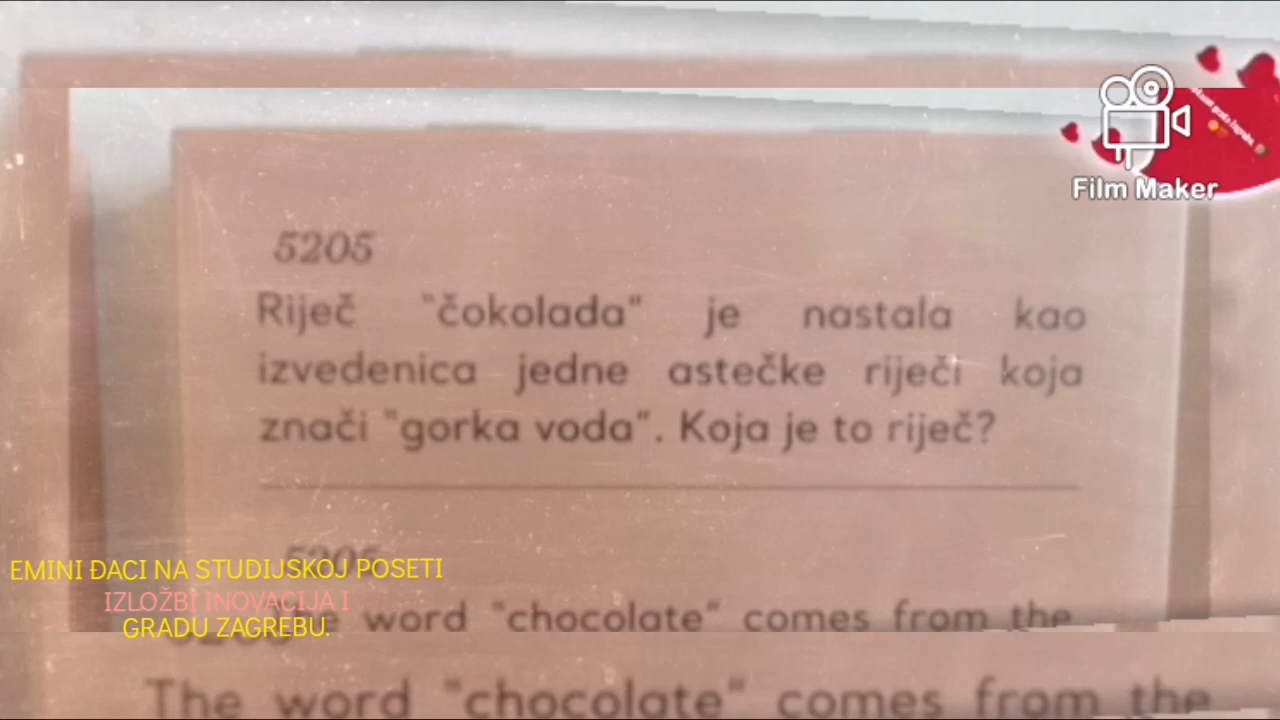 Film Maker
5205
Riječ "čokolada" je nastala kao
izvedenica jedne astečke riječi koja
znači "gorka voda". Koja je to riječ?
5205
word "chocolate" comes from the
The word "chocolate" comes from the
EMINI ĐACI NA STUDIJSKOJ POSETI
IZLOŽBI INOVACIJA I
GRADU ZAGREBU.